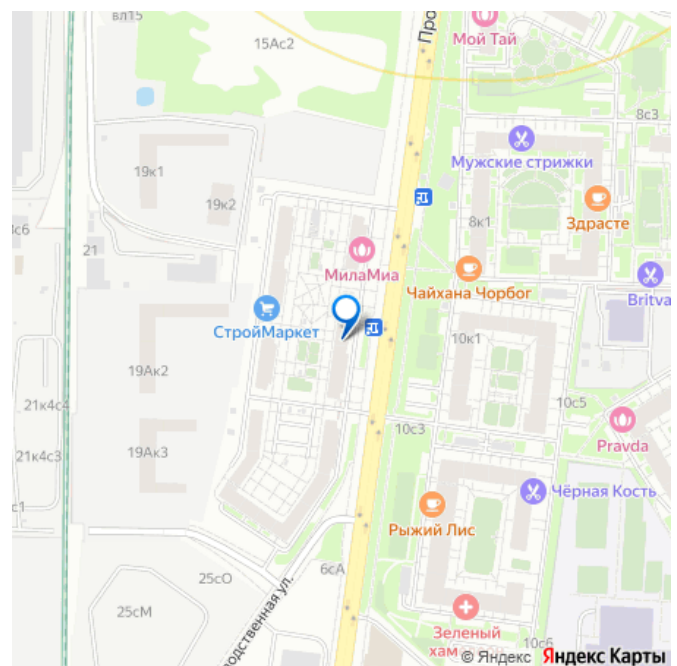 вл15
15Ас2
Про
Мой Тай
8с3
Мужские стрижки
19к1
19к2
Здрасте
8к1
21
МилаМиа
Чайхана Чорбог
Britva
СтройМаркет
10к1
19Ак2
21к4с4
10с5
10с3
Pravda
19Ак3
21к4с3
Чёрная Кость
Рыжий Лис
25сО
6сА
25сМ
Зеленый
хам
10с6
© Яндекс Яндекс Карты